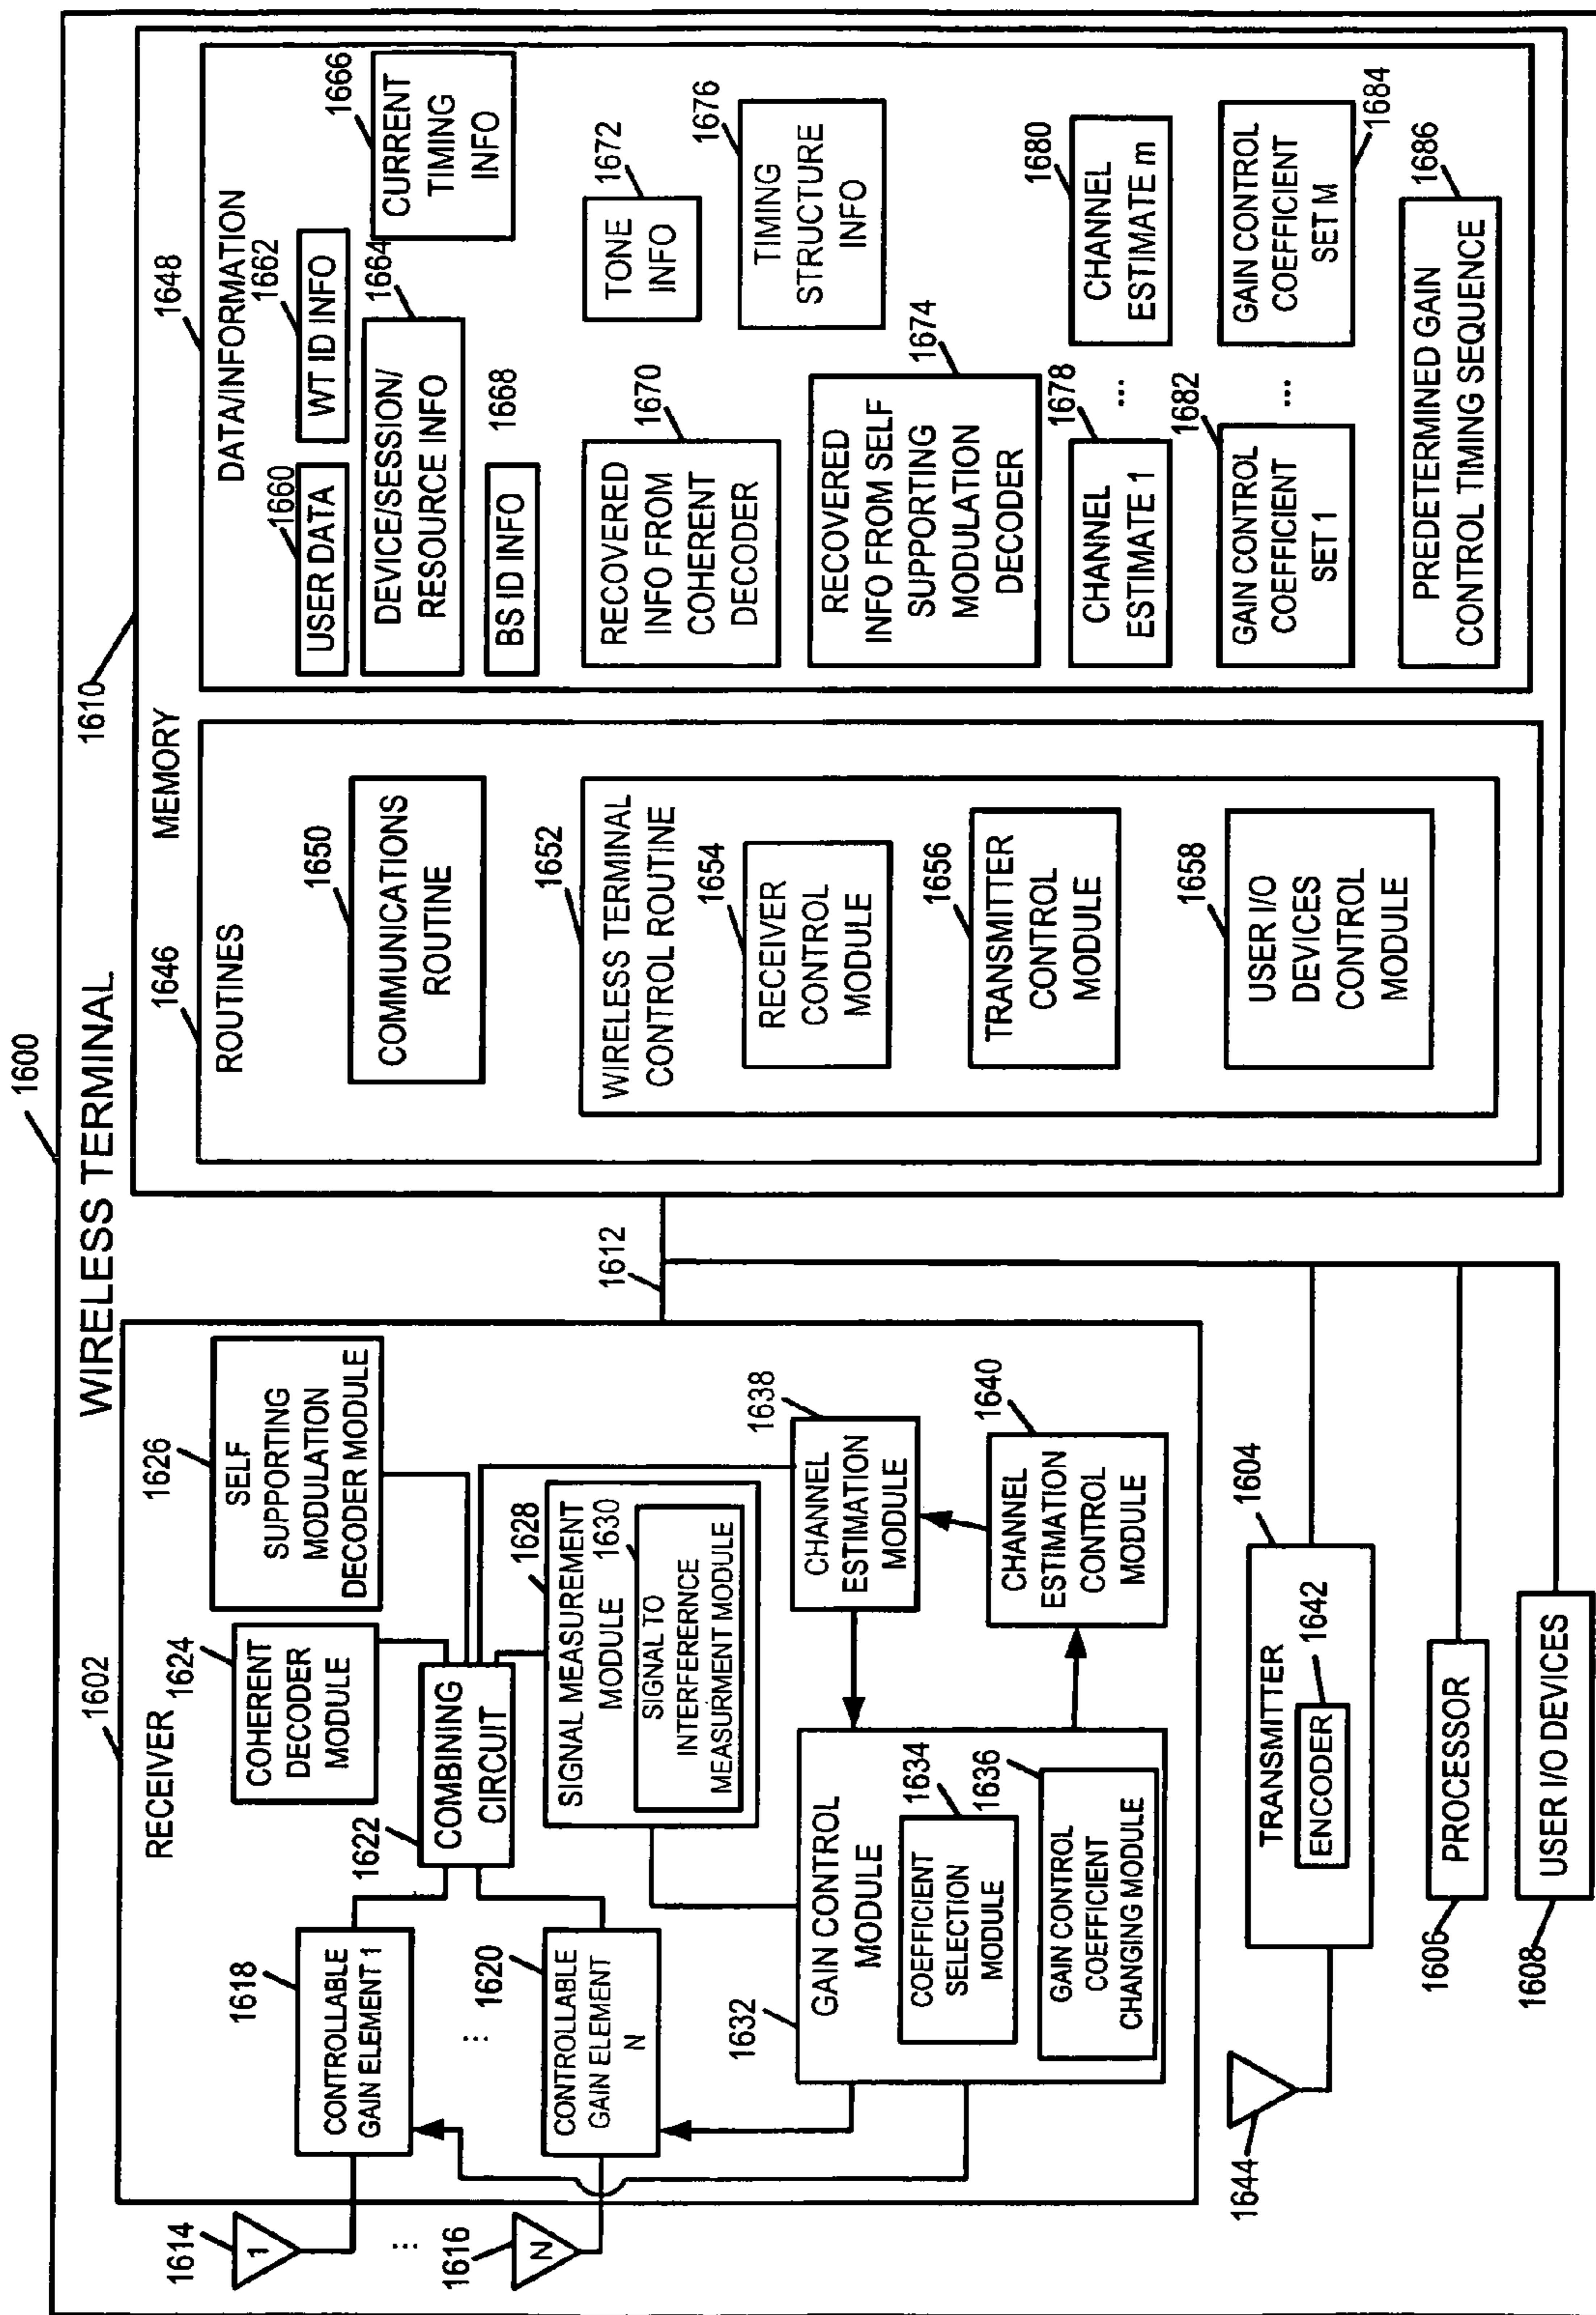 1600
WIRELESS TERMINAL
1602
RECEIVER
1614
1
⋮
1616
N
1618
CONTROLLABLE
GAIN ELEMENT 1
⋮
1620
CONTROLLABLE
GAIN ELEMENT
N
1622
COMBINING
CIRCUIT
1624
COHERENT
DECODER
MODULE
1626
SELF
SUPPORTING
MODULATION
DECODER MODULE
1628
SIGNAL MEASUREMENT
MODULE
1630
SIGNAL TO
INTERFERENCE
MEASURMENT MODULE
1632
GAIN CONTROL
MODULE
1634
COEFFICIENT
SELECTION
MODULE
1636
GAIN CONTROL
COEFFICIENT
CHANGING MODULE
1638
CHANNEL
ESTIMATION
MODULE
1640
CHANNEL
ESTIMATION
CONTROL
MODULE
1612
1644
1604
TRANSMITTER
1642
ENCODER
1606
PROCESSOR
1608
USER I/O DEVICES
1610
MEMORY
1646
ROUTINES
1650
COMMUNICATIONS
ROUTINE
1652
WIRELESS TERMINAL
CONTROL ROUTINE
1654
RECEIVER
CONTROL
MODULE
1656
TRANSMITTER
CONTROL
MODULE
1658
USER I/O
DEVICES
CONTROL
MODULE
1648
DATA/INFORMATION
1660
USER DATA
1662
WT ID INFO
1664
DEVICE/SESSION/
RESOURCE INFO
1666
CURRENT
TIMING
INFO
1668
BS ID INFO
1670
RECOVERED
INFO FROM
COHERENT
DECODER
1672
TONE
INFO
1674
RECOVERED
INFO FROM SELF
SUPPORTING
MODULATION
DECODER
1676
TIMING
STRUCTURE
INFO
1678
CHANNEL
ESTIMATE 1
...
1680
CHANNEL
ESTIMATE m
1682
GAIN CONTROL
COEFFICIENT
SET 1
...
GAIN CONTROL
COEFFICIENT
SET M
1684
1686
PREDETERMINED GAIN
CONTROL TIMING SEQUENCE